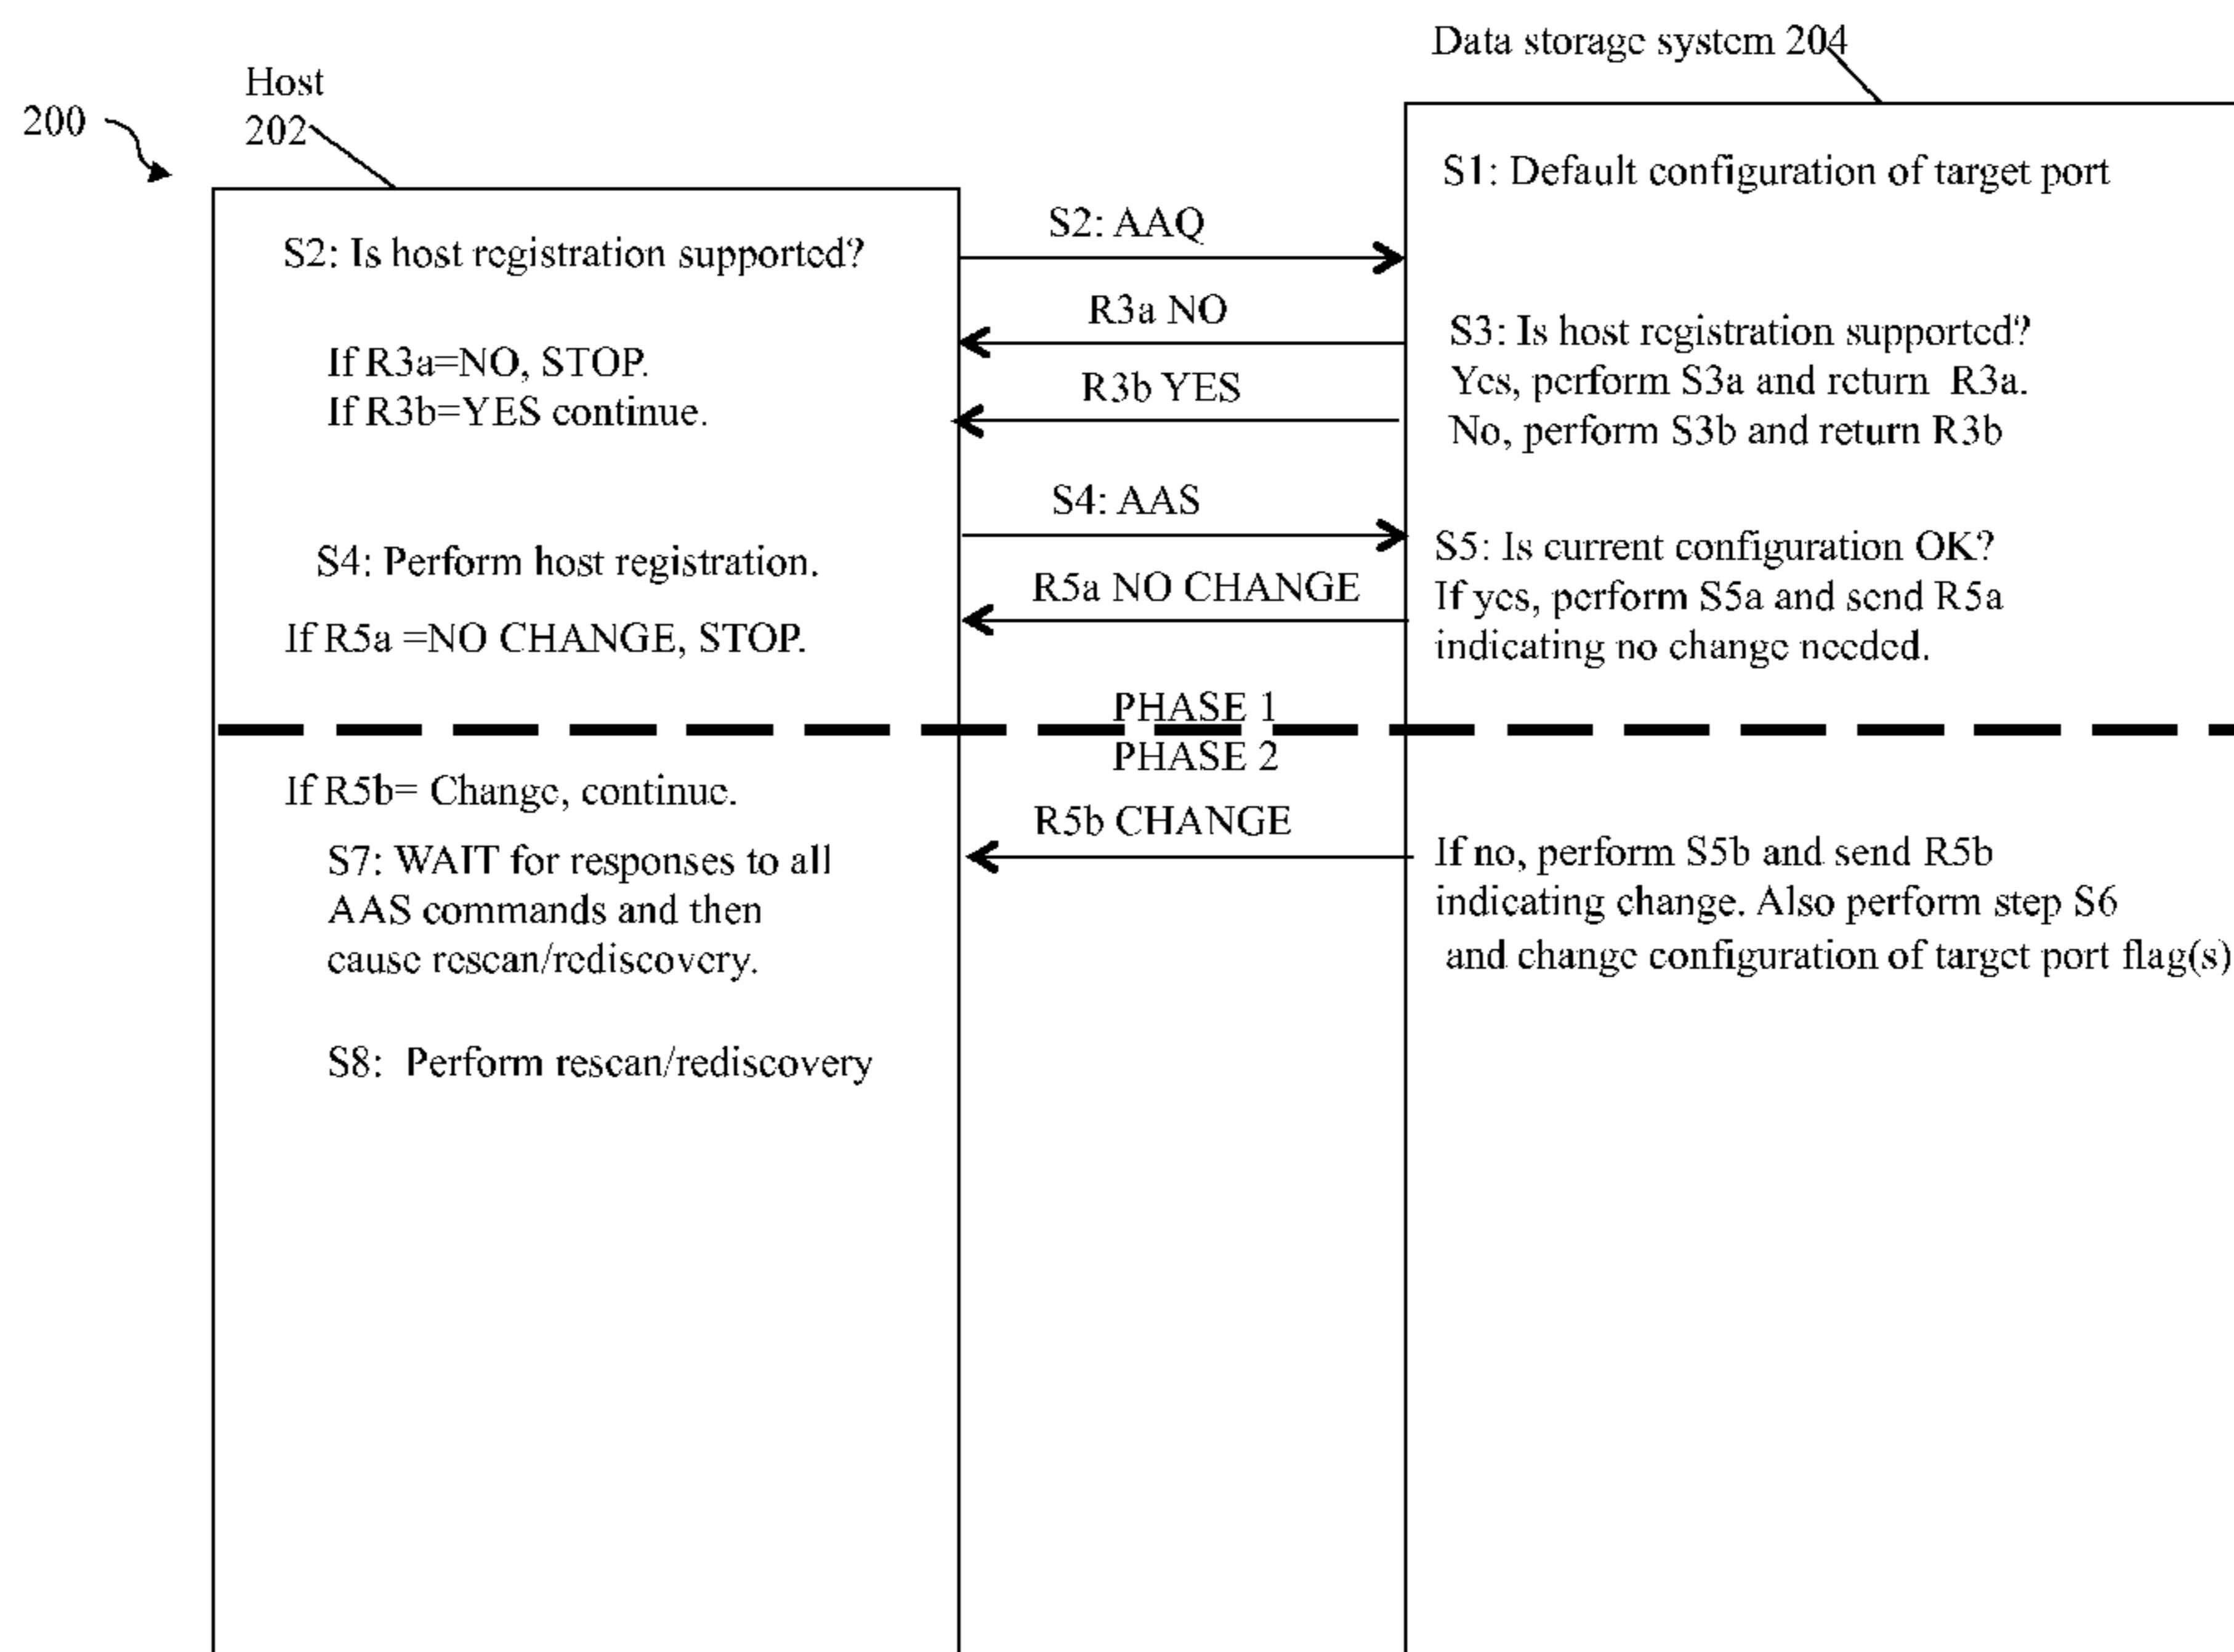 Data storage system 204
Host
200
202
S1: Default configuration of target port
S2: AAQ
S2: Is host registration supported?
R3a NO
S3: Is host registration supported?
If R3a=NO, STOP.
R3b YES
Yes, perform S3a and return R3a.
If R3b=YES continue.
No, perform S3b and return R3b
S4: AAS
S4: Perform host registration.
S5: Is current configuration OK?
R5a NO CHANGE
If yes, perform S5a and send R5a
If R5a =NO CHANGE, STOP.
indicating no change needed.
PHASE 1
PHASE 2
If R5b= Change, continue.
R5b CHANGE
S7: WAIT for responses to all
AAS commands and then
cause rescan/rediscovery.
If no, perform S5b and send R5b
indicating change. Also perform step S6
and change configuration of target port flag(s)
S8: Perform rescan/rediscovery